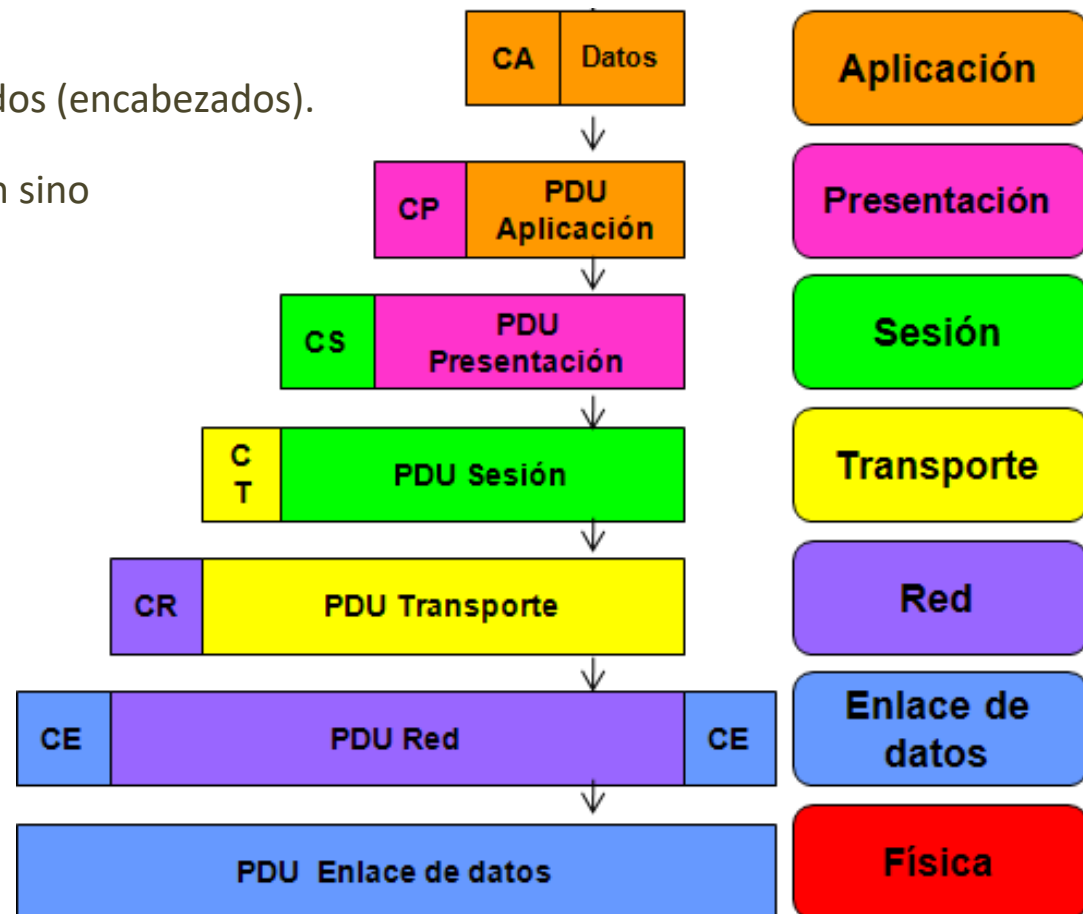 CA Datos Aplicación
dos (encabezados).
CP PDU Presentación
Aplicación
n sino
CS PDU Sesión
Presentación
C PDU Sesión Transporte
T
CR PDU Transporte Red
CE PDU Red CE Enlace de
datos
PDU Enlace de datos Física